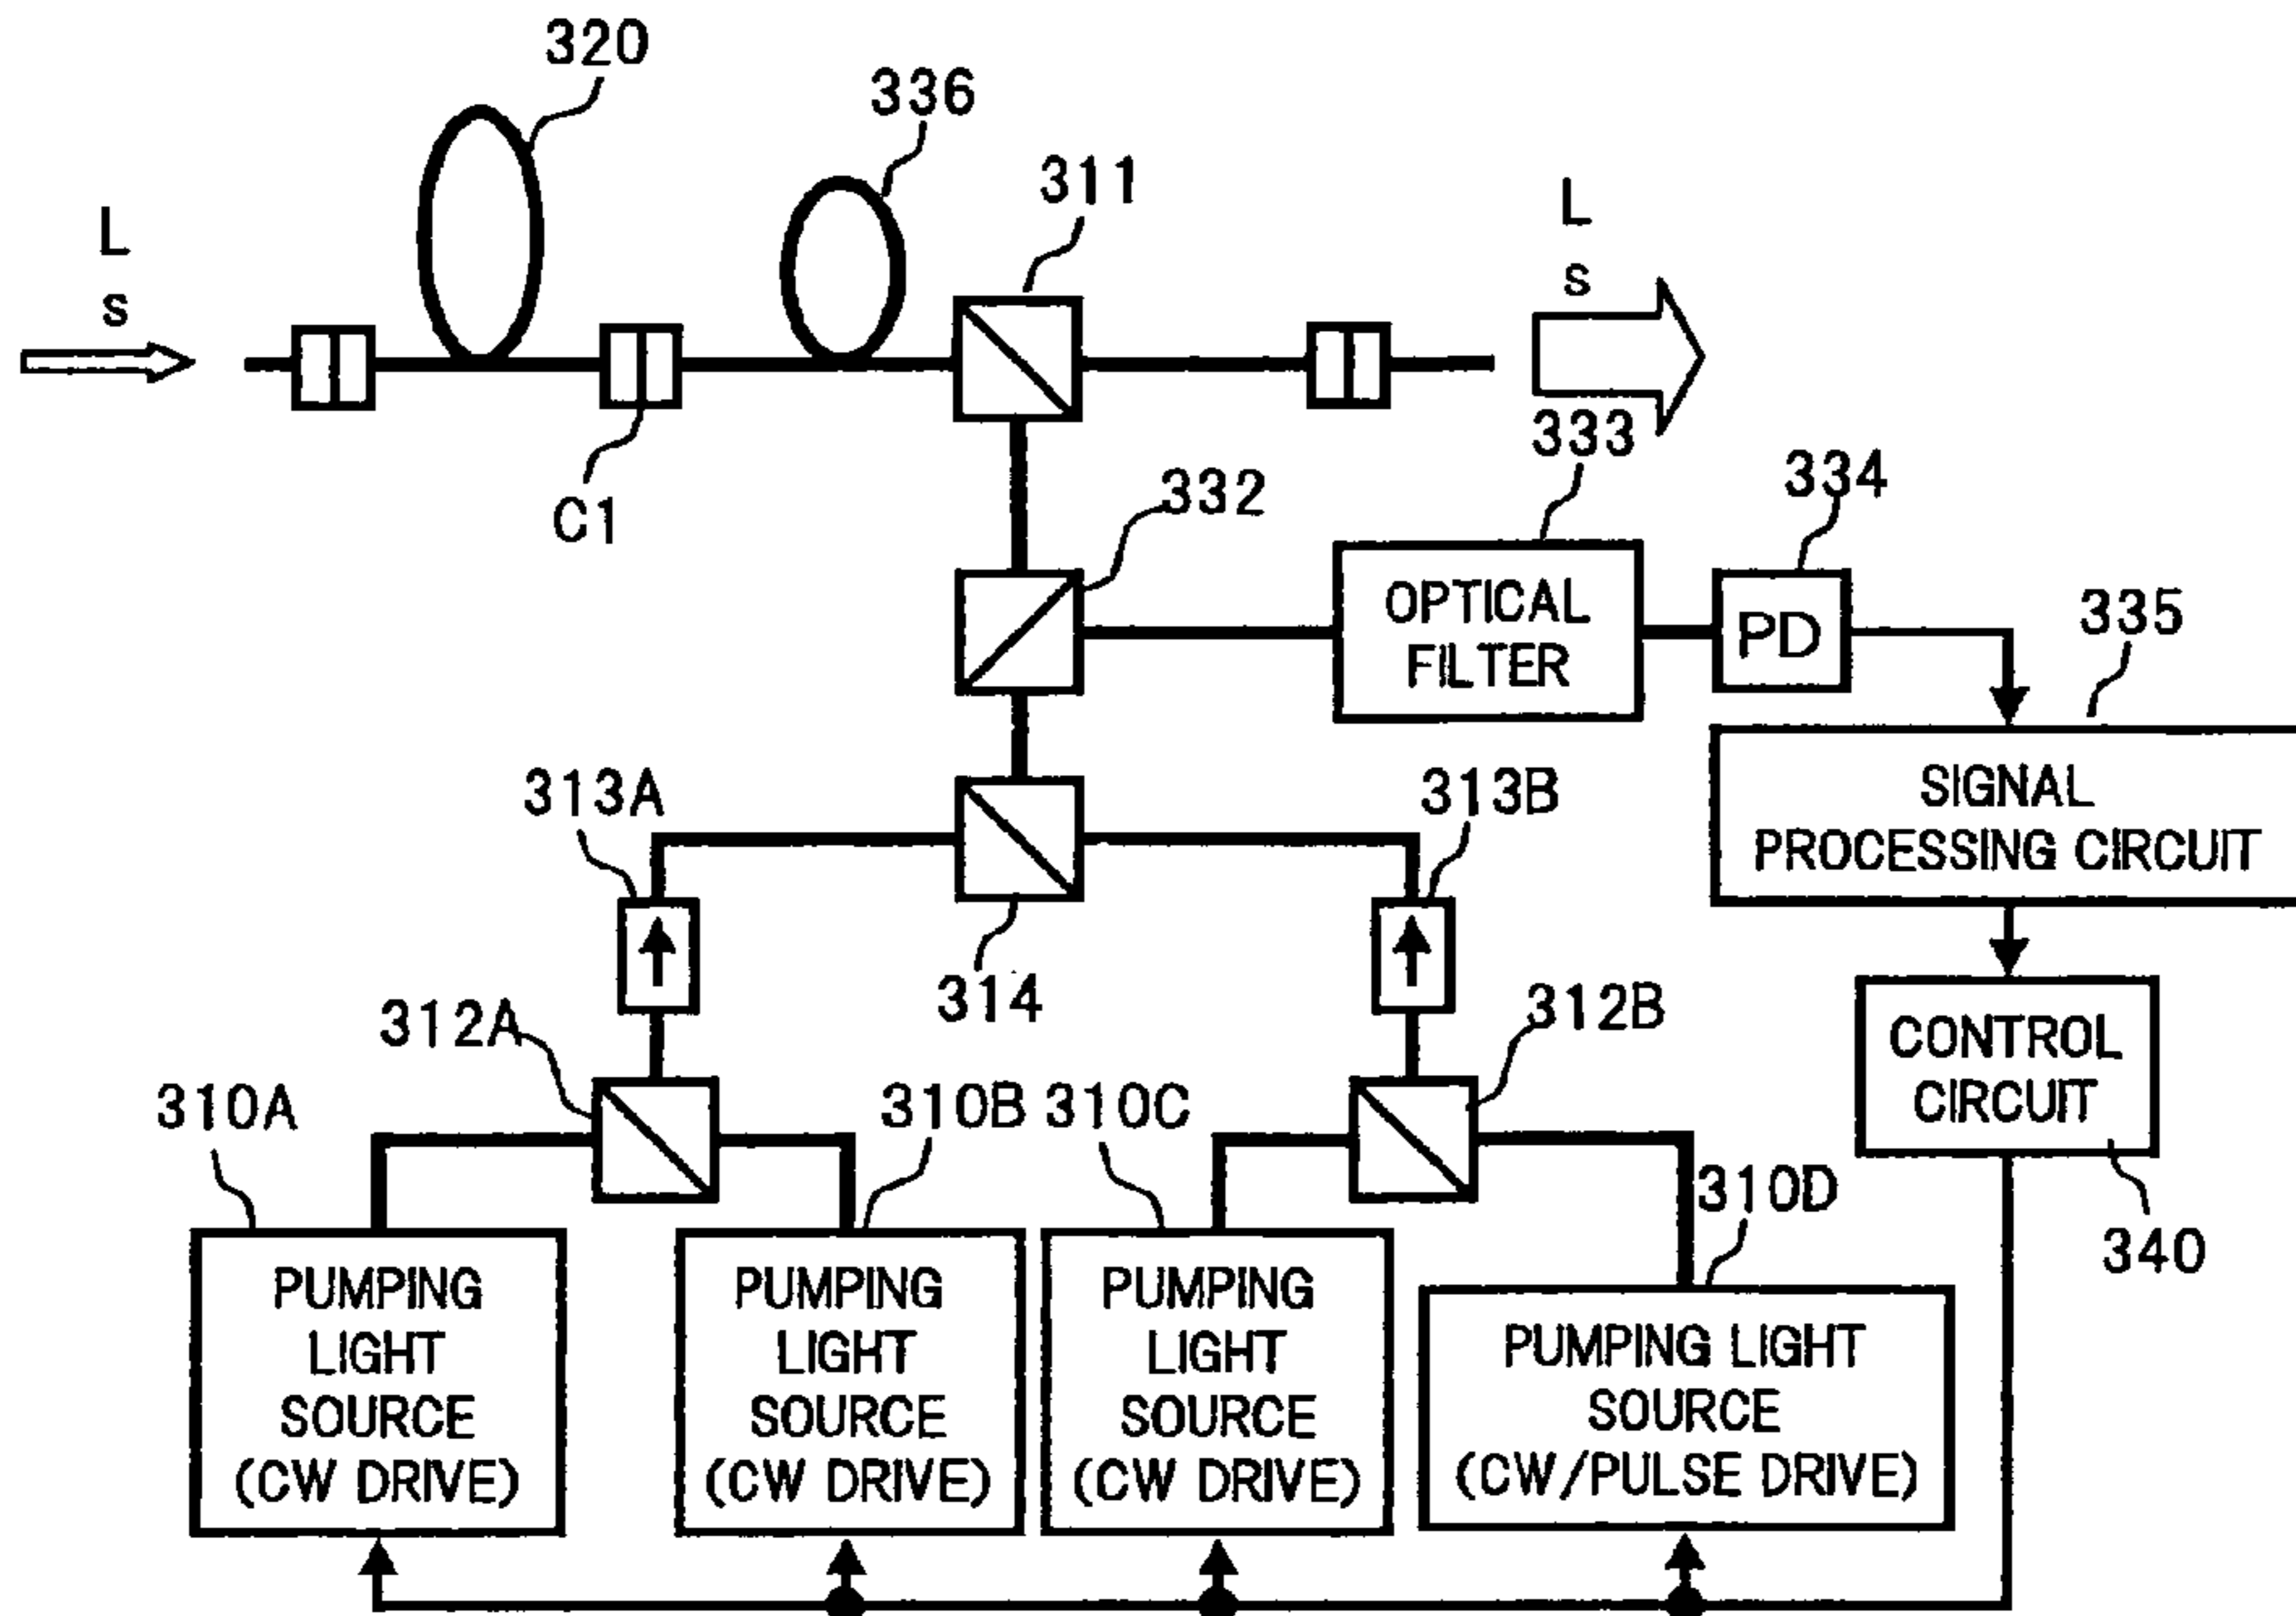 320
336
311
L
s
L
s
C1
332
333
334
335
OPTICAL
FILTER
PD
SIGNAL
PROCESSING CIRCUIT
313A
313B
314
312A
312B
CONTROL
CIRCUIT
340
310A
310B
310C
310D
PUMPING
LIGHT
SOURCE
(CW DRIVE)
PUMPING
LIGHT
SOURCE
(CW DRIVE)
PUMPING
LIGHT
SOURCE
(CW DRIVE)
PUMPING LIGHT
SOURCE
(CW/PULSE DRIVE)